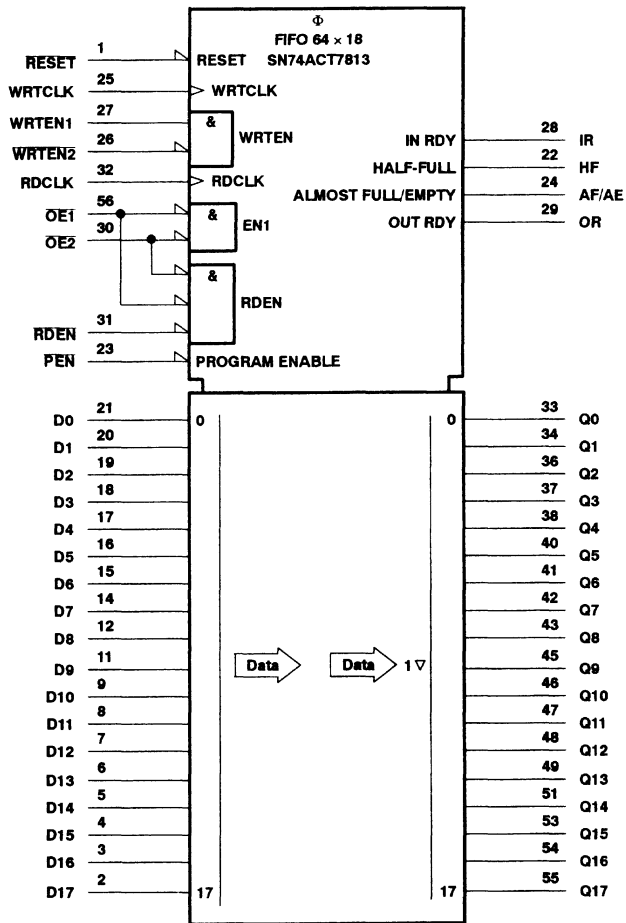 Φ
FIFO 64 × 18
SN74ACT7813
RESET 1 RESET
WRTCLK 25 WRTCLK
WRTEN1 27 & WRTEN
WRTEN2 26
RDCLK 32 RDCLK
OE1 56 & EN1
OE2 30
& RDEN
RDEN 31
PEN 23 PROGRAM ENABLE
IN RDY 28 IR
HALF-FULL 22 HF
ALMOST FULL/EMPTY 24 AF/AE
OUT RDY 29 OR
D0 21 0 0 33 Q0
D1 20 34 Q1
D2 19 36 Q2
D3 18 37 Q3
D4 17 38 Q4
D5 16 40 Q5
D6 15 41 Q6
D7 14 42 Q7
D8 12 43 Q8
Data Data 1 ▽
D9 11 45 Q9
D10 9 46 Q10
D11 8 47 Q11
D12 7 48 Q12
D13 6 49 Q13
D14 5 51 Q14
D15 4 53 Q15
D16 3 54 Q16
D17 2 17 17 55 Q17